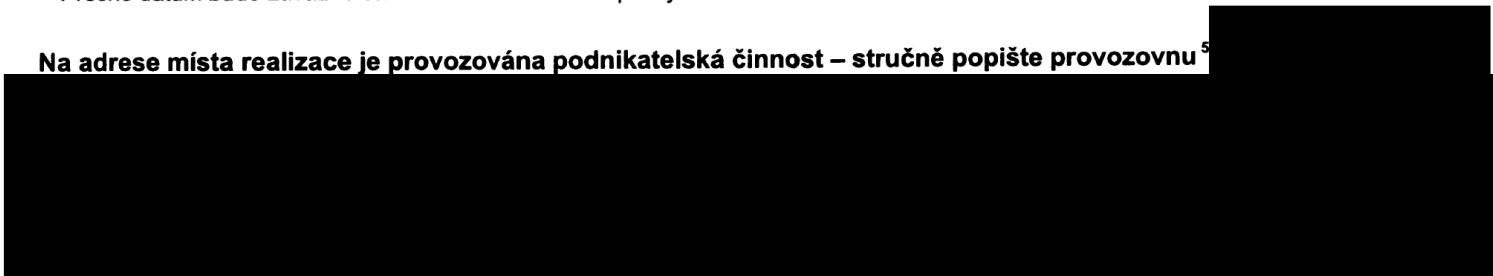 Na adrese místa realizace je provozována podnikatelská činnost – stručně popište provozovnu ⁵